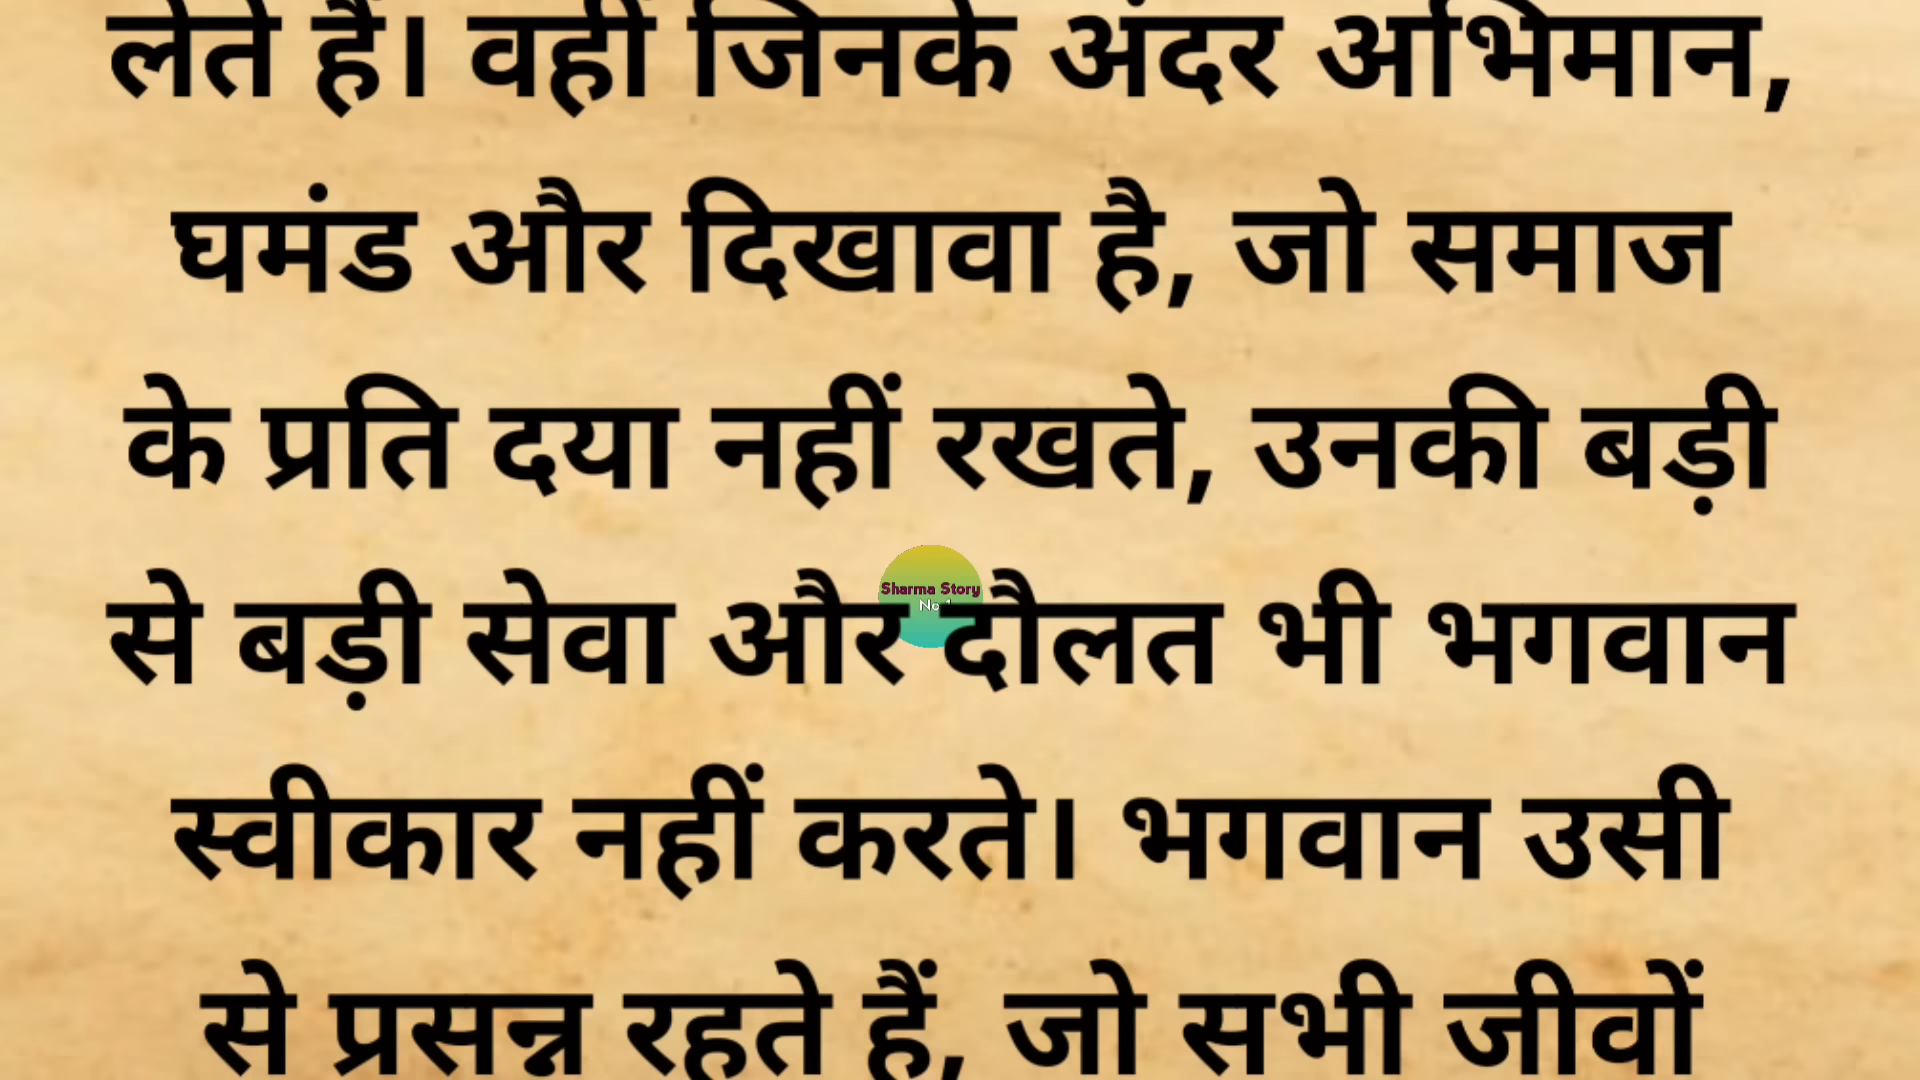 लेते हैं। वहीं जिनके अंदर अभिमान,
घमंड और दिखावा है, जो समाज
के प्रति दया नहीं रखते, उनकी बड़ी
Sharma Story
No
से बड़ी सेवा और दौलत भी भगवान
स्वीकार नहीं करते। भगवान उसी
से प्रसन्न रहते हैं, जो सभी जीवों